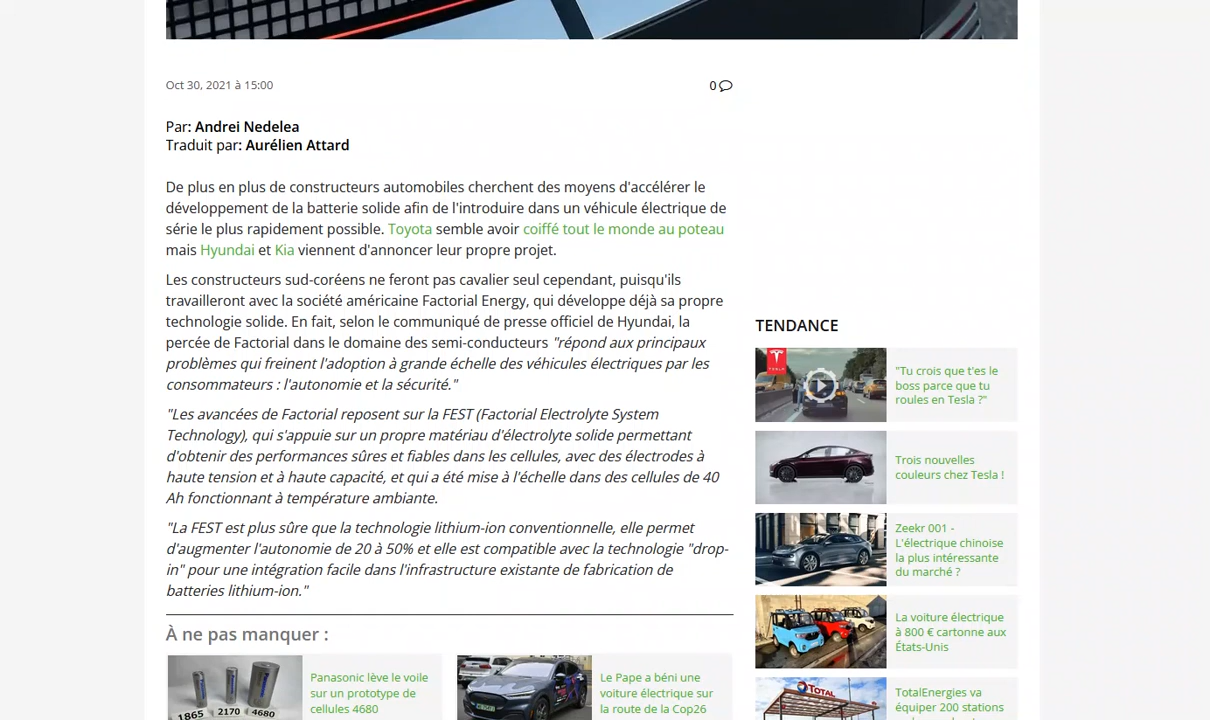 Oct 30, 2021 à 15:00
0
Par: Andrei Nedelea
Traduit par: Aurélien Attard
De plus en plus de constructeurs automobiles cherchent des moyens d'accélérer le
développement de la batterie solide afin de l'introduire dans un véhicule électrique de
série le plus rapidement possible. Toyota semble avoir coiffé tout le monde au poteau
mais Hyundai et Kia viennent d'annoncer leur propre projet.
Les constructeurs sud-coréens ne feront pas cavalier seul cependant, puisqu'ils
travailleront avec la société américaine Factorial Energy, qui développe déjà sa propre
technologie solide. En fait, selon le communiqué de presse officiel de Hyundai, la
percée de Factorial dans le domaine des semi-conducteurs "répond aux principaux
problèmes qui freinent l'adoption à grande échelle des véhicules électriques par les
consommateurs : l'autonomie et la sécurité."
"Les avancées de Factorial reposent sur la FEST (Factorial Electrolyte System
Technology), qui s'appuie sur un propre matériau d'électrolyte solide permettant
d'obtenir des performances sûres et fiables dans les cellules, avec des électrodes à
haute tension et à haute capacité, et qui a été mise à l'échelle dans des cellules de 40
Ah fonctionnant à température ambiante.
"La FEST est plus sûre que la technologie lithium-ion conventionnelle, elle permet
d'augmenter l'autonomie de 20 à 50% et elle est compatible avec la technologie "drop-
in" pour une intégration facile dans l'infrastructure existante de fabrication de
batteries lithium-ion."
À ne pas manquer :
1865 2170 4680
Panasonic lève le voile
sur un prototype de
cellules 4680
Le Pape a béni une
voiture électrique sur
la route de la Cop26
TENDANCE
TESLA
"Tu crois que t'es le
boss parce que tu
roules en Tesla ?"
Trois nouvelles
couleurs chez Tesla !
Zeekr 001 -
L'électrique chinoise
la plus intéressante
du marché ?
La voiture électrique
à 800 € cartonne aux
États-Unis
TOTAL
TotalEnergies va
équiper 200 stations